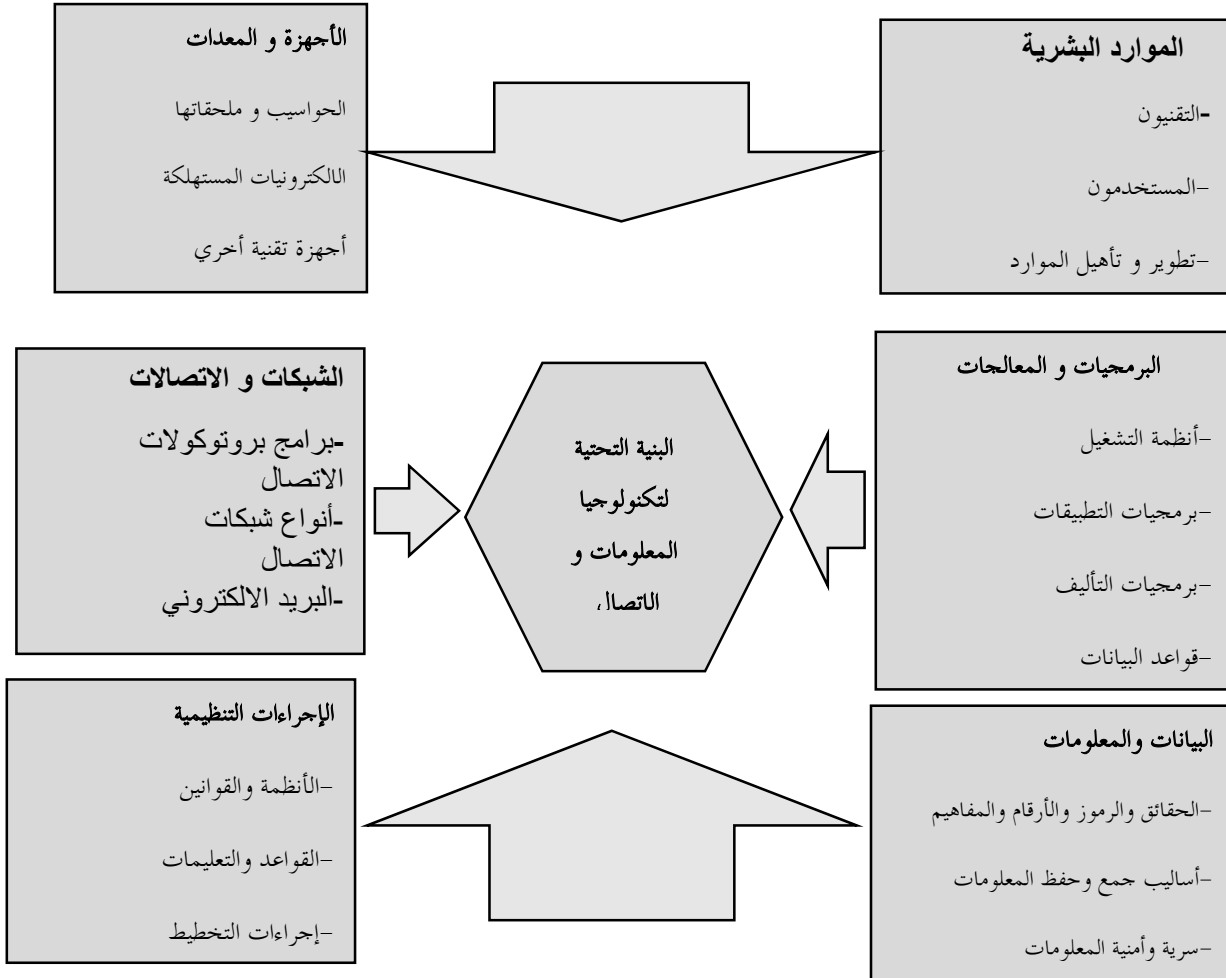 الموارد البشرية
-التقنيون
-المستخدمون
-تطوير و تأهيل الموارد
الأجهزة و المعدات
الحواسيب و ملحقاتها
الالكترونيات المستهلكة
أجهزة تقنية أخري
البرمجيات و المعالحات
-أنظمة التشغيل
-برمجيات التطبيقات
-برمجيات التأليف
-قواعد البيانات
البنية التحتية
لتكنولوجيا
المعلومات و
الاتصال،
الشبكات و الاتصالات
-برامج بروتوكولات
الاتصال
-أنواع شبكات
الاتصال
-البريد الالكتروني
البيانات والمعلومات
-الحقائق والرموز والأرقام والمفاهيم
-أساليب جمع وحفظ المعلومات
-سرية وأمنية المعلومات
الإجراءات التنظيمية
-الأنظمة والقوانين
-القواعد والتعليمات
-إجراءات التخطيط